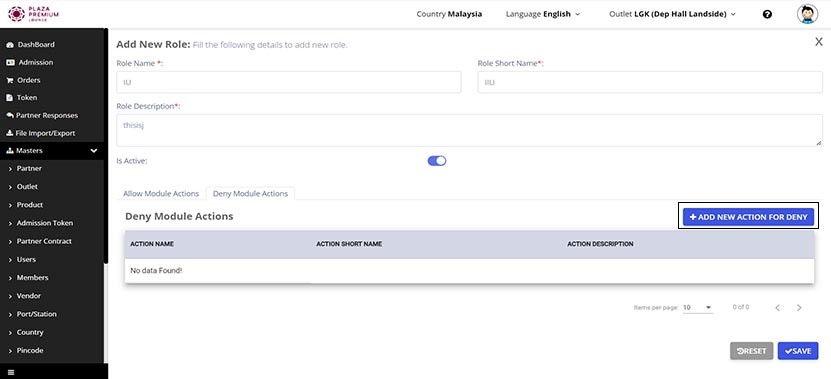 PLAZA PREMIUM LOUNGE
Country Malaysia
Language English
Outlet LGK (Dep Hall Landside)
DashBoard
Admission
Orders
Token
Partner Responses
File Import/Export
Masters
Partner
Outlet
Product
Admission Token
Partner Contract
Users
Members
Vendor
Port/Station
Country
Pincode
Add New Role: Fill the following details to add new role.
X
Role Name *:
Role Short Name*:
IU
IIU
Role Description*:
thisisj
Is Active:
Allow Module Actions
Deny Module Actions
Deny Module Actions
+ ADD NEW ACTION FOR DENY
ACTION NAME
ACTION SHORT NAME
ACTION DESCRIPTION
No data Found!
Items per page: 10
0 of 0
RESET
SAVE